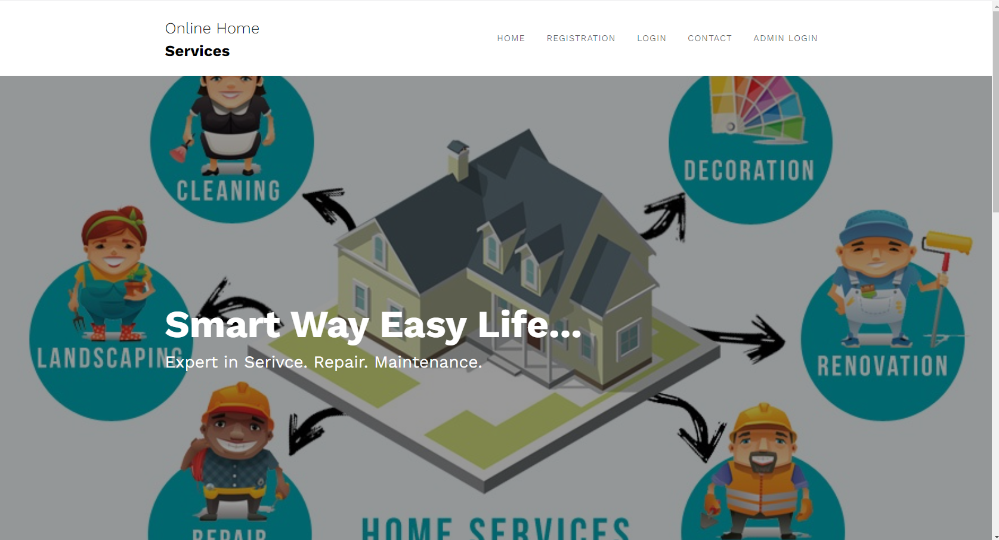 Online Home
Services
HOME REGISTRATION LOGIN CONTACT ADMIN LOGIN
CLEANING
DECORATION
Smart Way Easy Life...
LANDSCAPING
Expert in Serivce. Repair. Maintenance.
RENOVATION
REPAIR
HOME SERVICES